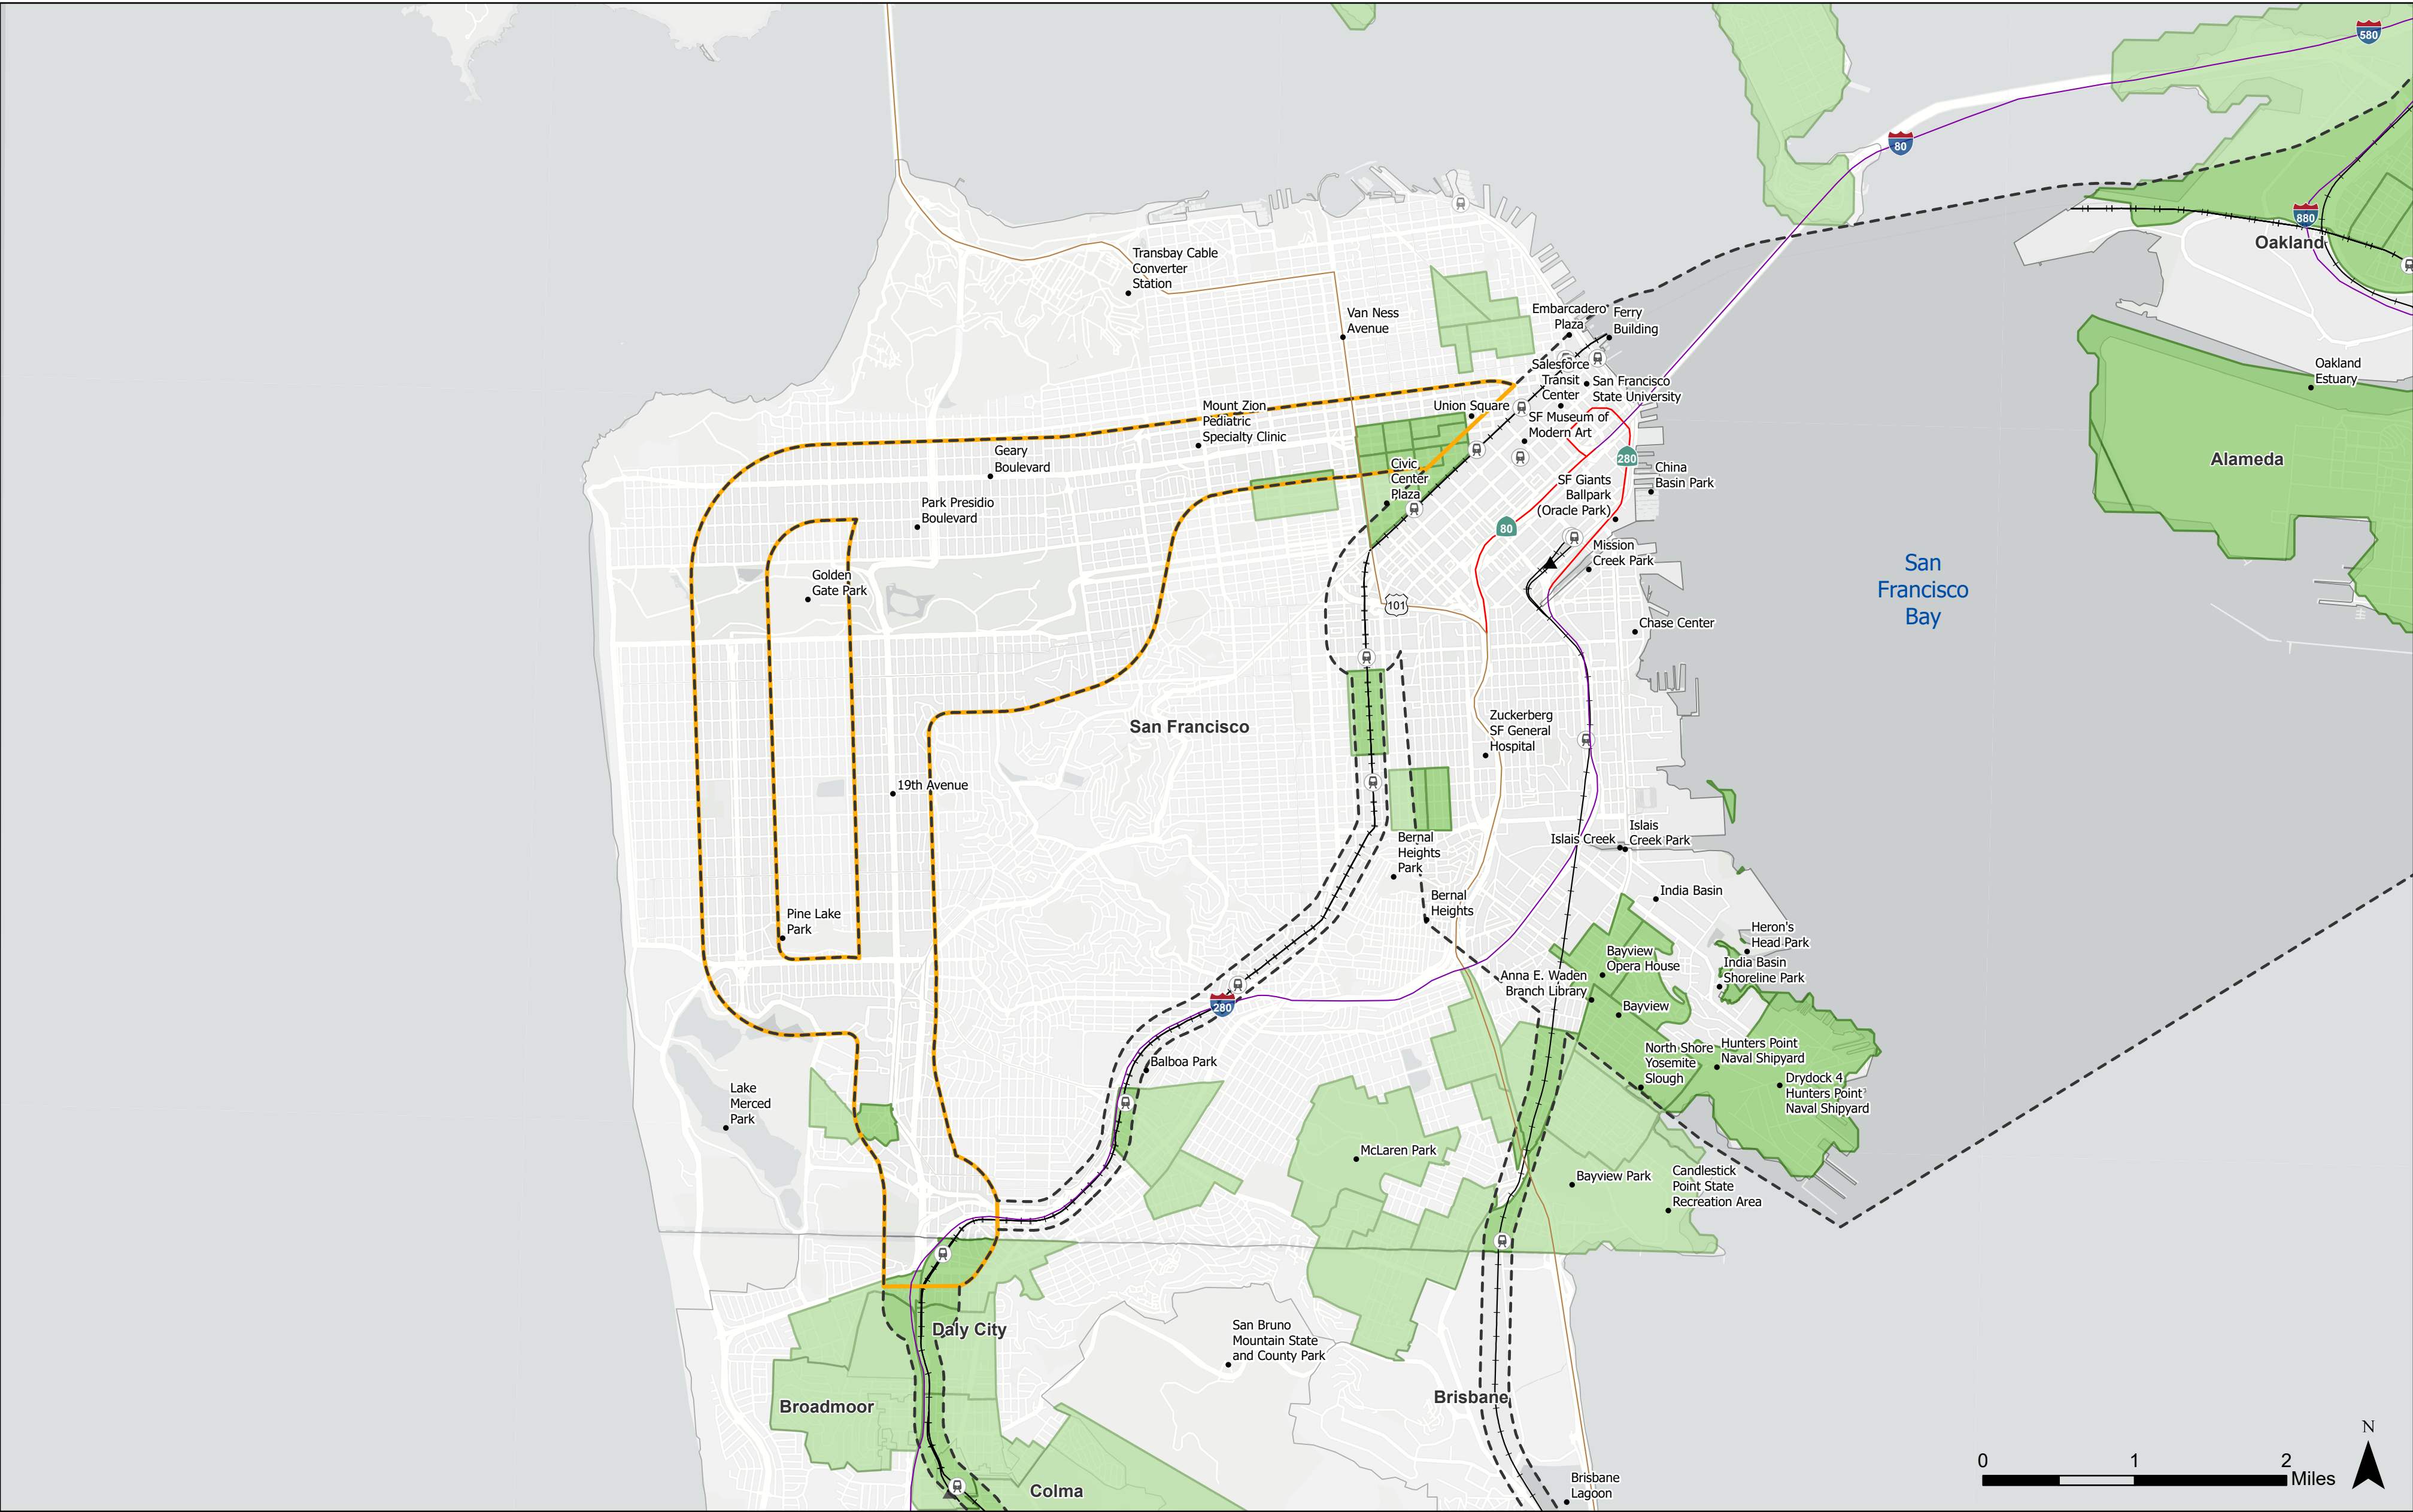 580
80
880
Oakland
Transbay Cable
Converter
Station
Van Ness
Avenue
Embarcadero
Plaza
Ferry
Building
Salesforce
Transit
Center
San Francisco
State University
Oakland
Estuary
Union Square
SF Museum of
Modern Art
Mount Zion
Pediatric
Specialty Clinic
Geary
Boulevard
Civic
Center
Plaza
280
China
Basin Park
Alameda
SF Giants
Ballpark
(Oracle Park)
Park Presidio
Boulevard
80
Mission
Creek Park
San
Francisco
Bay
Golden
Gate Park
101
Chase Center
San Francisco
Zuckerberg
SF General
Hospital
19th Avenue
Bernal
Heights
Park
Islais Creek
Islais
Creek Park
India Basin
Bernal
Heights
Pine Lake
Park
Heron's
Head Park
Bayview
Opera House
India Basin
Shoreline Park
Anna E. Waden
Branch Library
Bayview
280
Balboa Park
North Shore
Yosemite
Slough
Hunters Point
Naval Shipyard
Drydock 4
Hunters Point
Naval Shipyard
Lake
Merced
Park
McLaren Park
Bayview Park
Candlestick
Point State
Recreation Area
Daly City
San Bruno
Mountain State
and County Park
Broadmoor
Brisbane
Colma
Brisbane
Lagoon
N
0 1 2
Miles